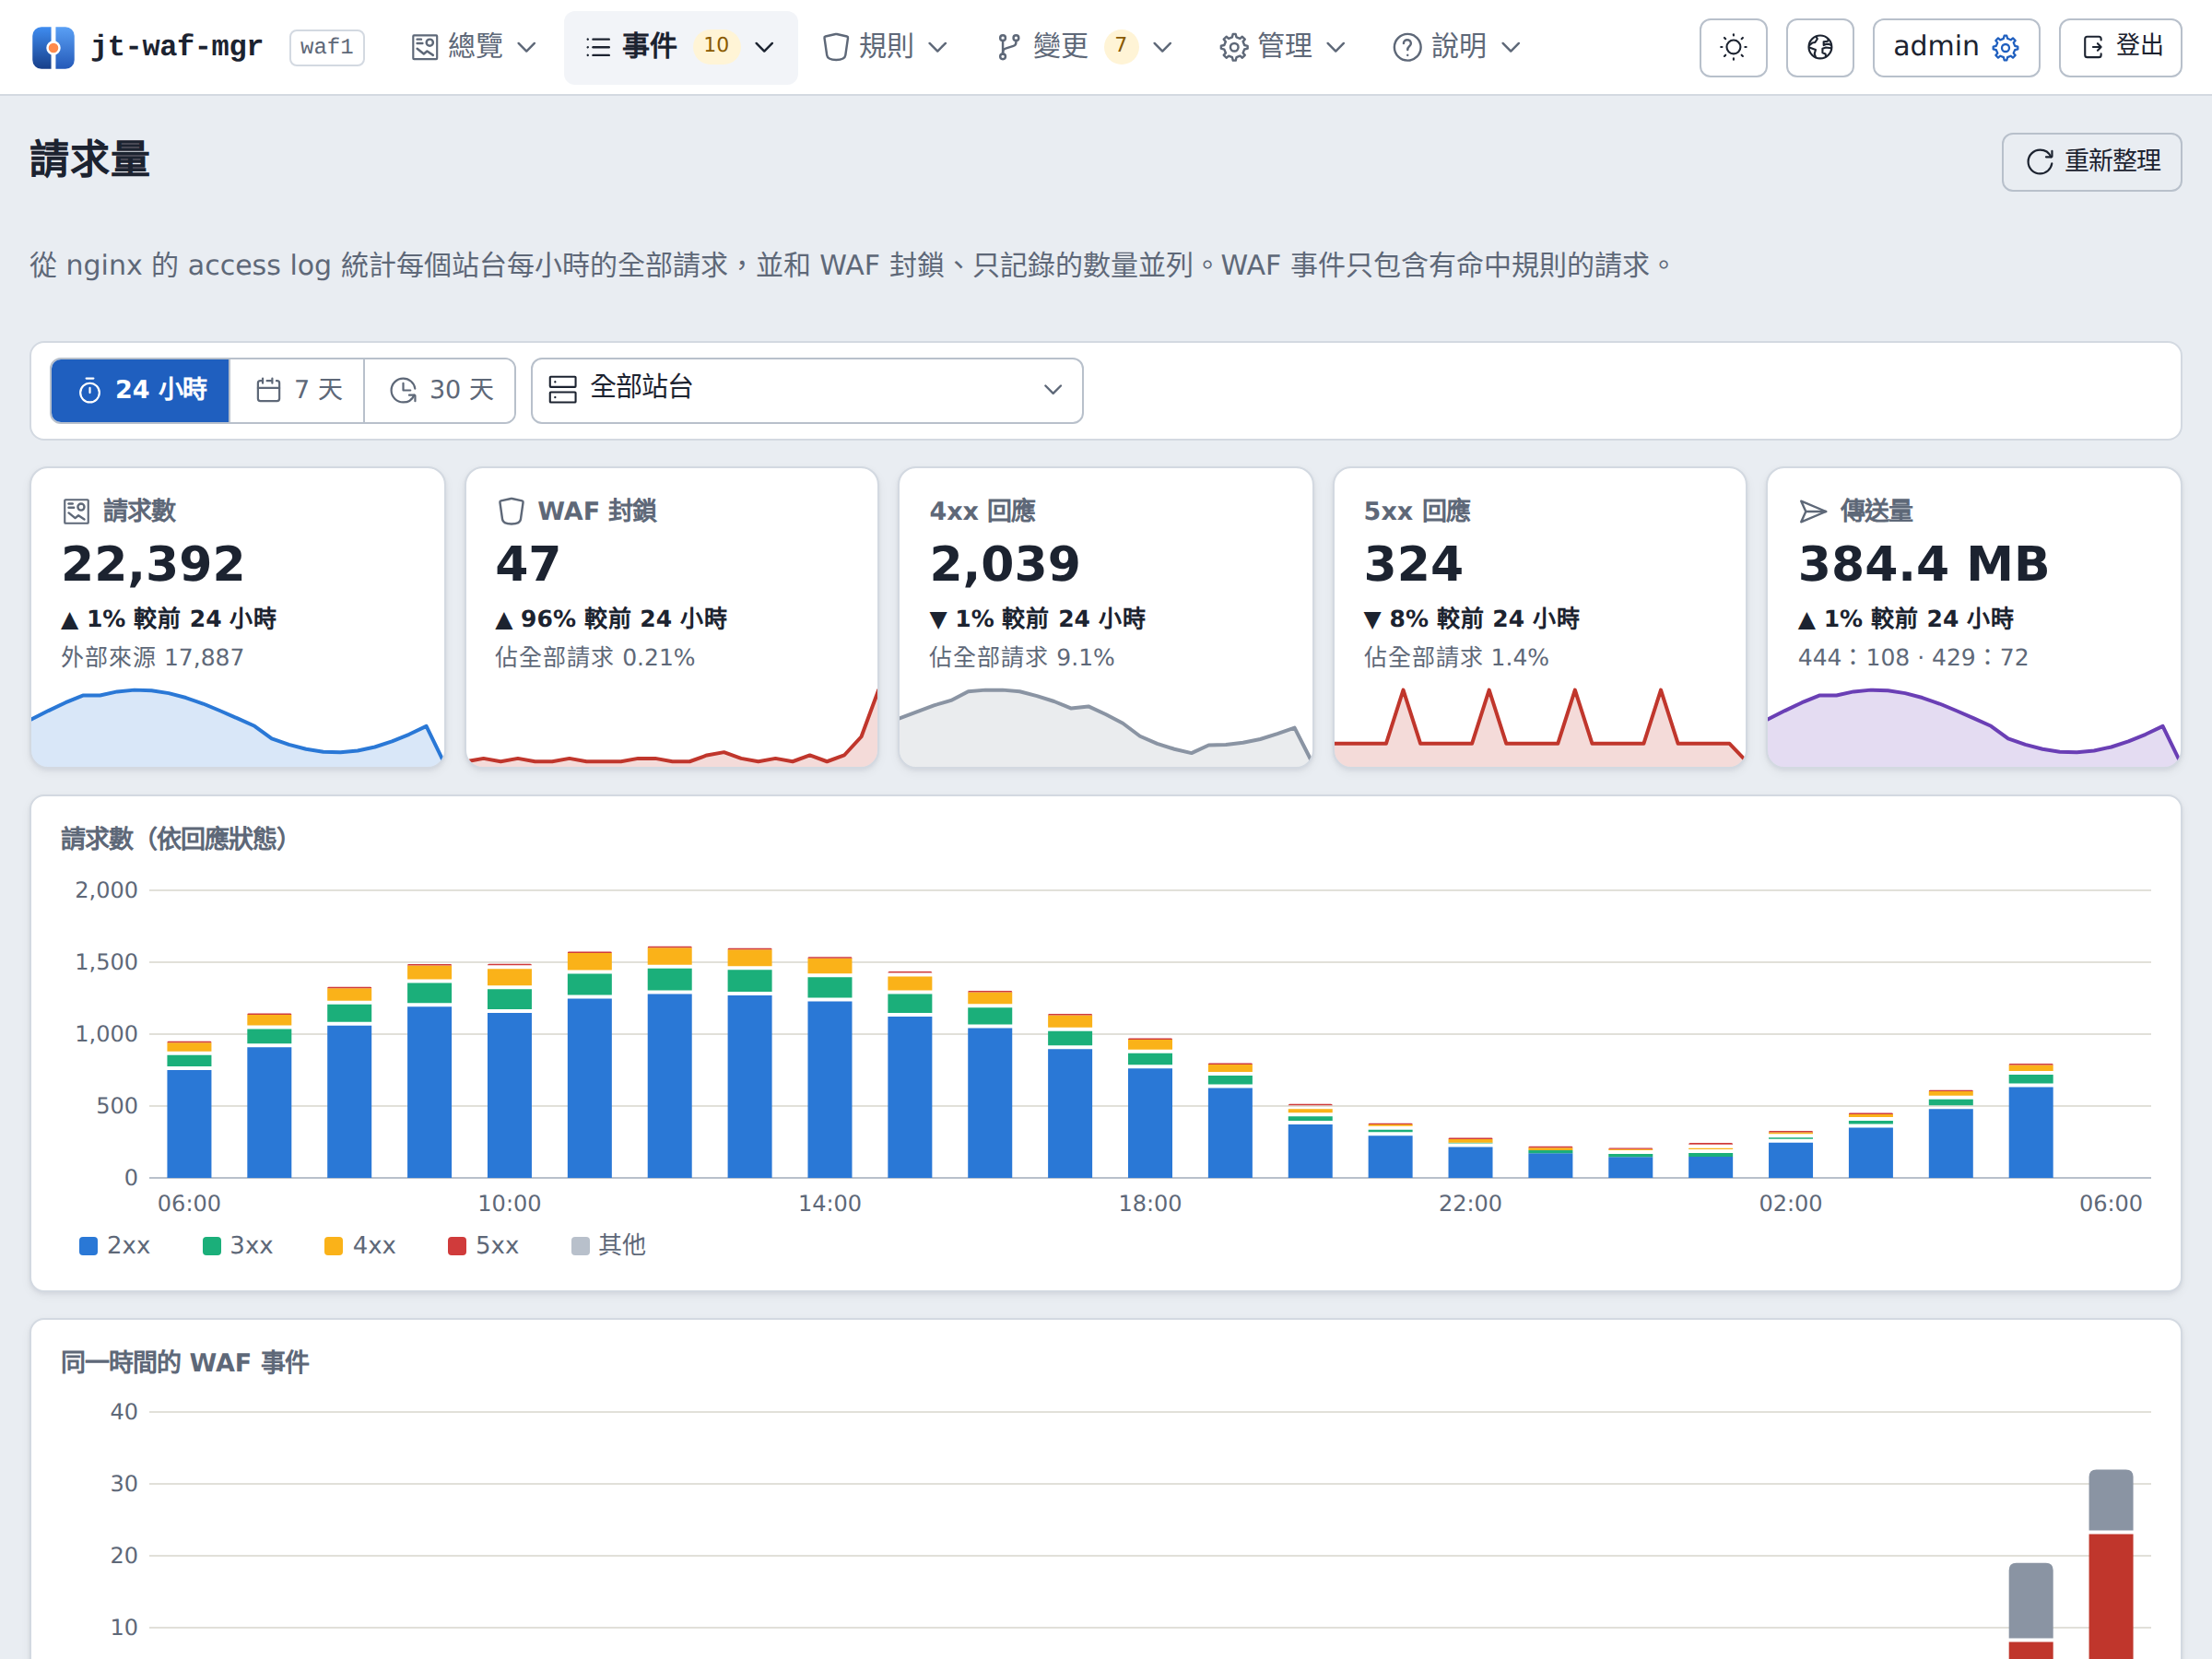 jt-waf-mgr waf1 總覽 事件 10 規則 變更 7 管理 說明 admin 登出
請求量
重新整理
從 nginx 的 access log 統計每個站台每小時的全部請求，並和 WAF 封鎖、只記錄的數量並列。WAF 事件只包含有命中規則的請求。
24 小時 7 天 30 天 全部站台
請求數
22,392
▲ 1% 較前 24 小時
外部來源 17,887
WAF 封鎖
47
▲ 96% 較前 24 小時
佔全部請求 0.21%
4xx 回應
2,039
▼ 1% 較前 24 小時
佔全部請求 9.1%
5xx 回應
324
▼ 8% 較前 24 小時
佔全部請求 1.4%
傳送量
384.4 MB
▲ 1% 較前 24 小時
444：108 · 429：72
請求數（依回應狀態）
2,000
1,500
1,000
500
0
06:00 10:00 14:00 18:00 22:00 02:00 06:00
2xx 3xx 4xx 5xx 其他
同一時間的 WAF 事件
40
30
20
10